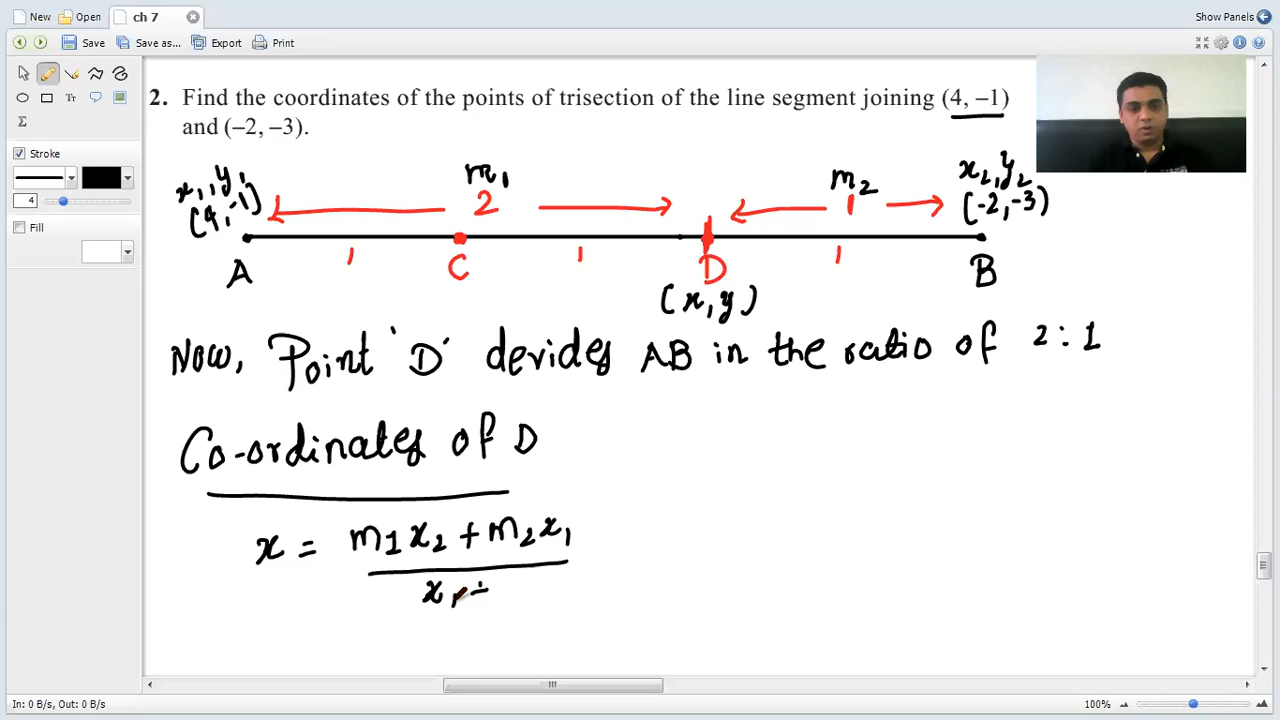 New Open ch 7 Show Panels
Save Save as... Export Print
2. Find the coordinates of the points of trisection of the line segment joining (4, −1)
and (−2, −3).
Tr
Σ
Stroke
4
Fill
x1, y1 m1 m2 x2, y2
(4, -1) 2 1 (-2, -3)
1 1 1
A C D B
(x, y)
Now, Point 'D' devides AB in the ratio of 2 : 1
Co-ordinates of D
x = m1x2 + m2x1
x1 +
In: 0 B/s, Out: 0 B/s 100%